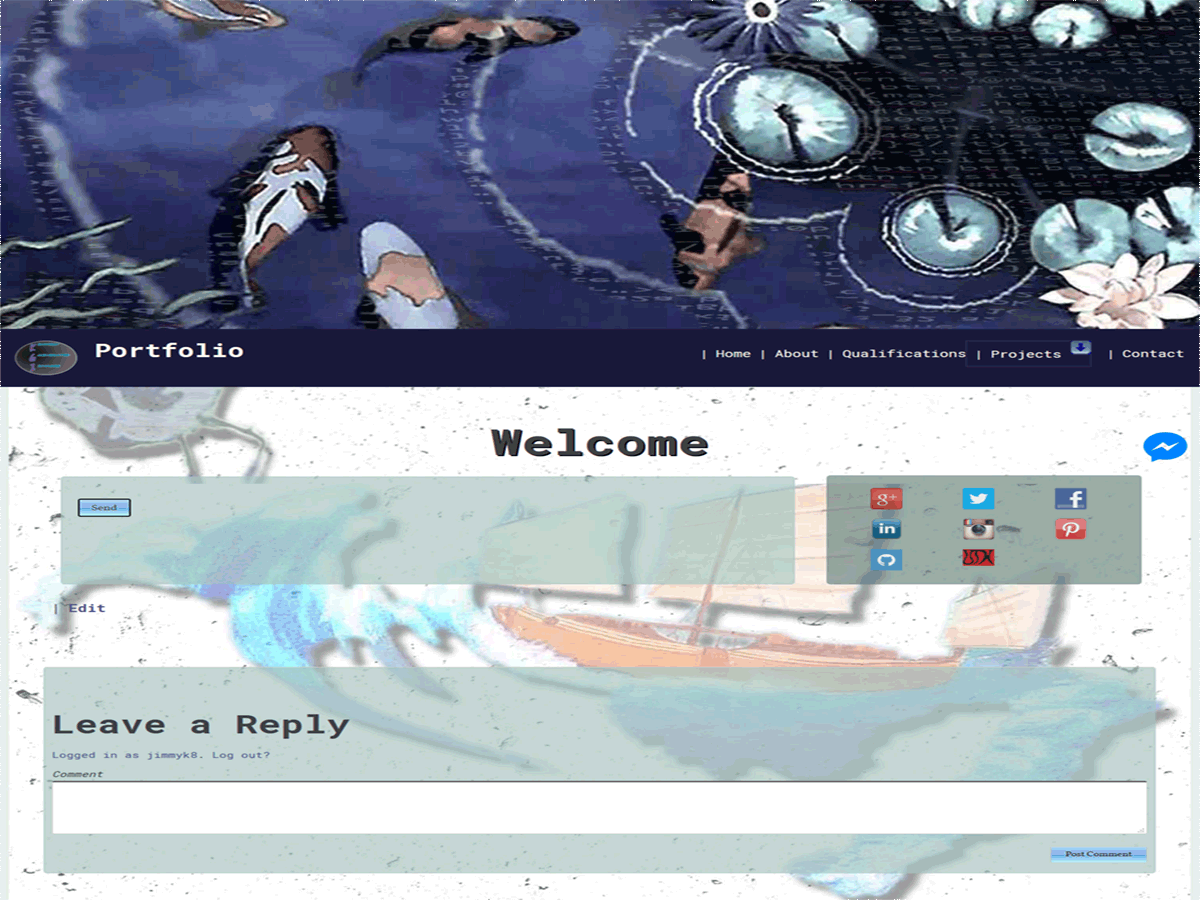 Portfolio
| Home | About | Qualifications | Projects | Contact
Welcome
Send
g+
f
in
| Edit
Leave a Reply
Logged in as jimmyk8. Log out?
Comment
Post Comment